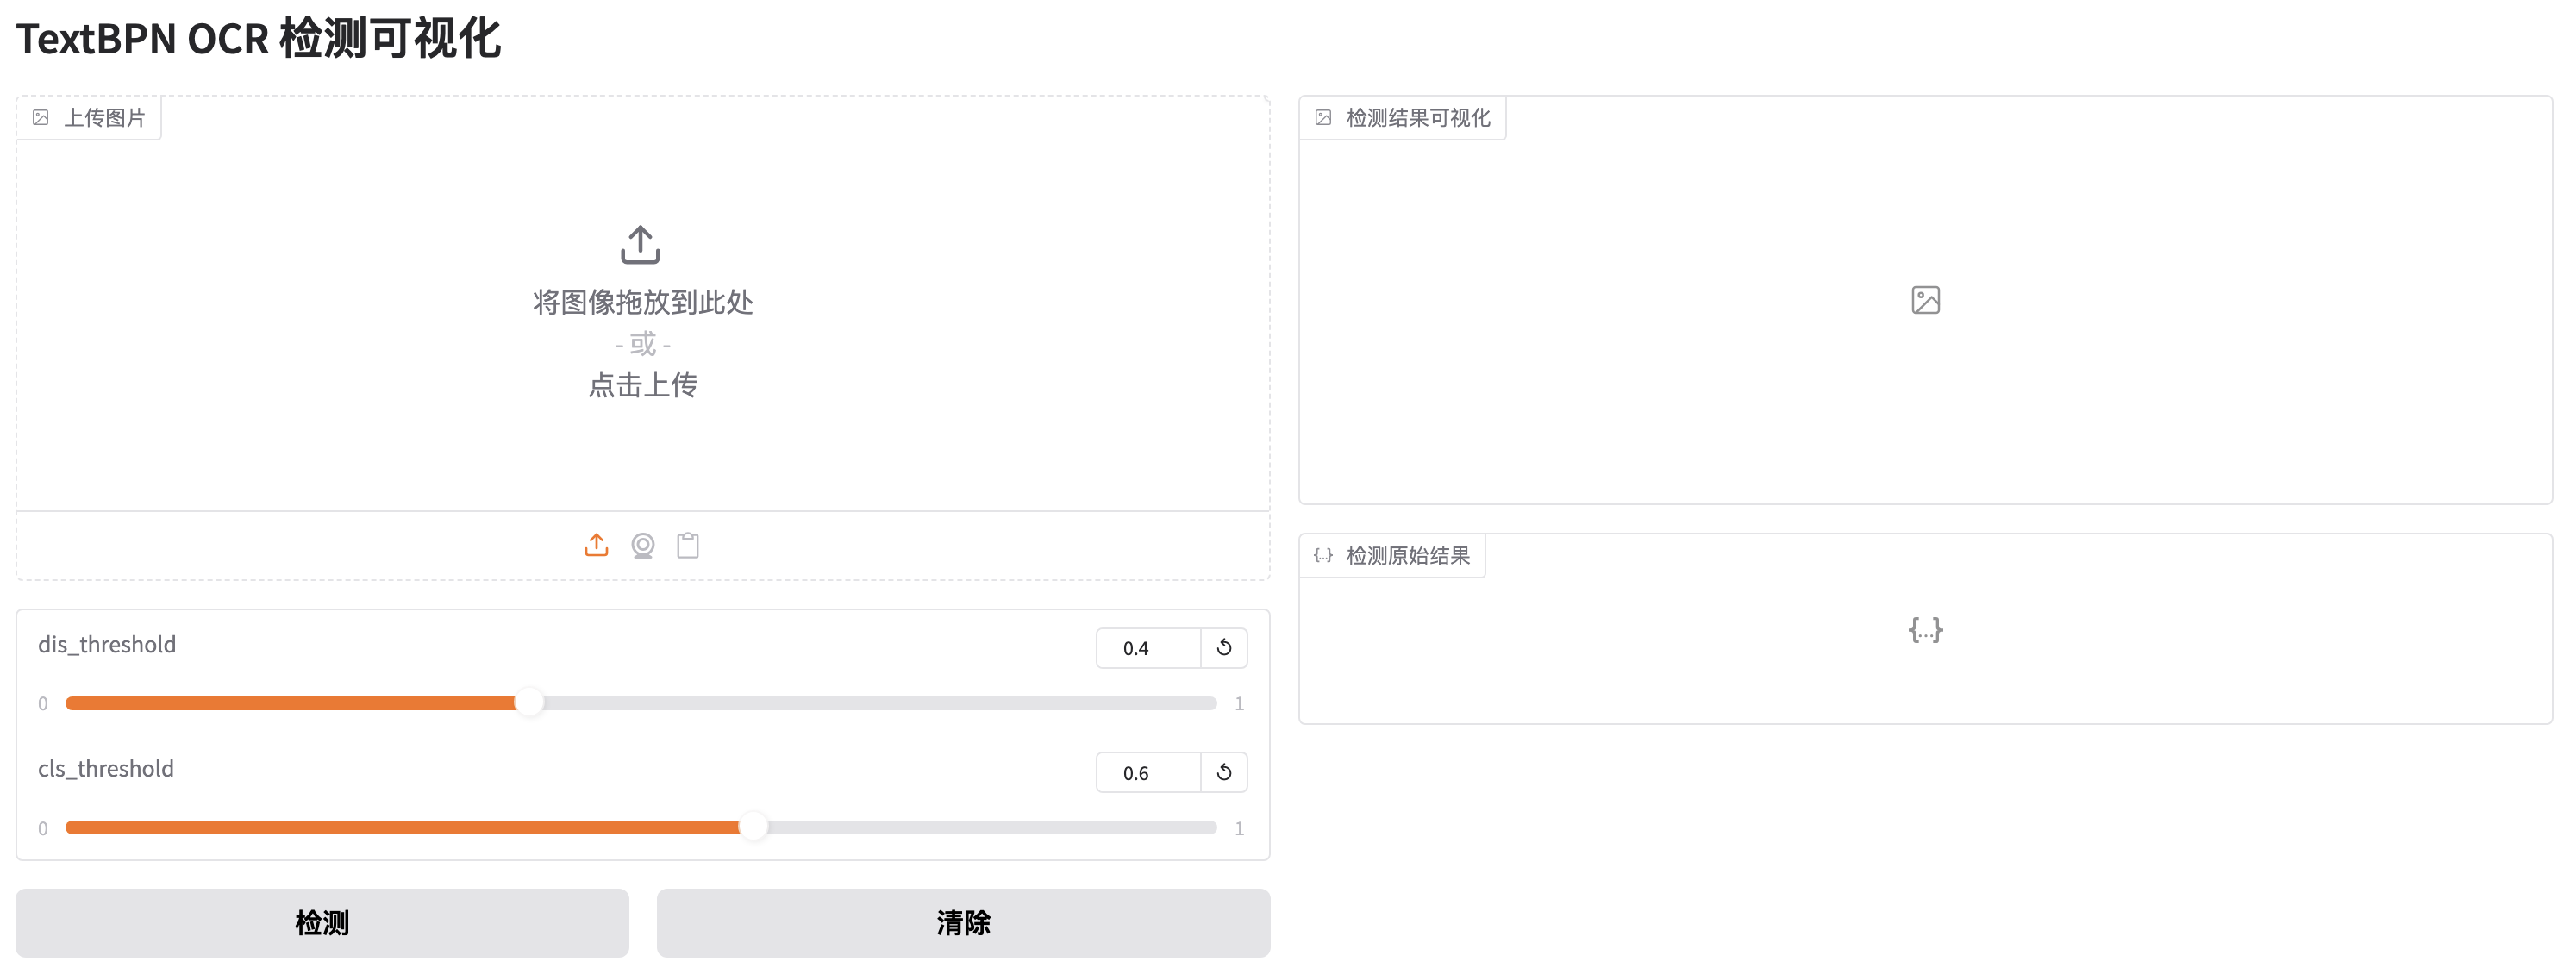 TextBPN OCR 检测可视化
上传图片
将图像拖放到此处
- 或 -
点击上传
dis_threshold
0.4
0
1
cls_threshold
0.6
0
1
检测
清除
检测结果可视化
检测原始结果
{...}